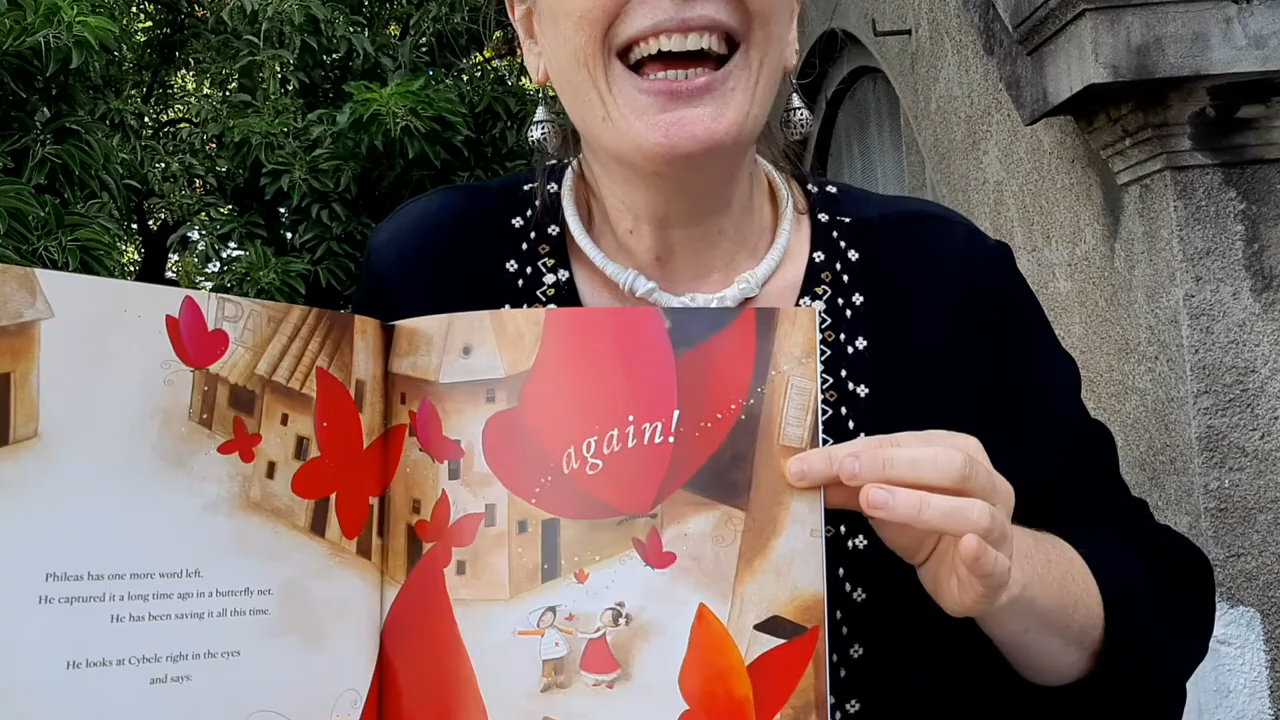 PA
Phileas has one more word left.
He captured it a long time ago in a butterfly net.
He has been saving it all this time.
He looks at Cybele right in the eyes
and says:
again!